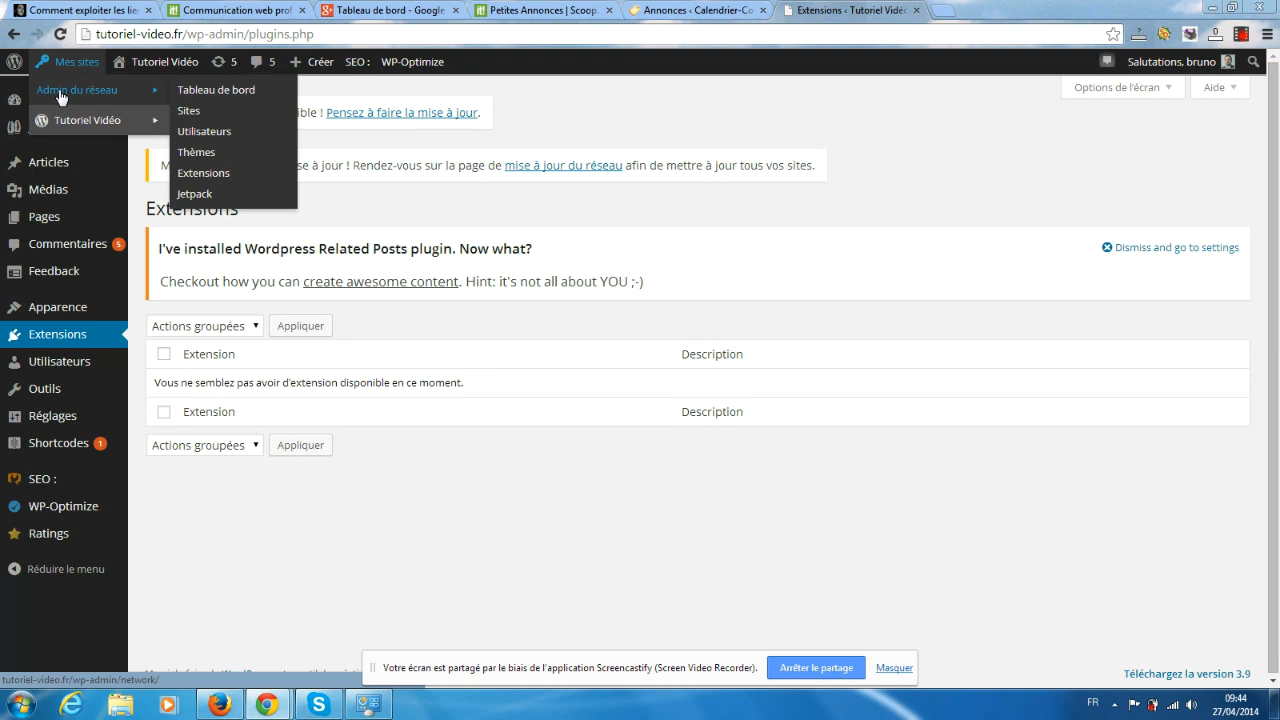 Comment exploiter les lie
Communication web prof
Tableau de bord - Google
Petites Annonces | Scoop.
Annonces ‹ Calendrier-Co
Extensions ‹ Tutoriel Vidéo
tutoriel-video.fr/wp-admin/plugins.php
Mes sites
Tutoriel Vidéo
5
5
Créer
SEO :
WP-Optimize
Salutations, bruno
Admin du réseau
Tutoriel Vidéo
Tableau de bord
Sites
Utilisateurs
Thèmes
Extensions
Jetpack
Options de l'écran
Aide
ible ! Pensez à faire la mise à jour.
se à jour ! Rendez-vous sur la page de mise à jour du réseau afin de mettre à jour tous vos sites.
Articles
Médias
Pages
Commentaires 5
Feedback
Apparence
Extensions
Utilisateurs
Outils
Réglages
Shortcodes 1
SEO :
WP-Optimize
Ratings
Réduire le menu
Extensions
I've installed Wordpress Related Posts plugin. Now what?
Dismiss and go to settings
Checkout how you can create awesome content. Hint: it's not all about YOU ;-)
Actions groupées
Appliquer
Extension
Description
Vous ne semblez pas avoir d'extension disponible en ce moment.
Extension
Description
Actions groupées
Appliquer
Votre écran est partagé par le biais de l'application Screencastify (Screen Video Recorder).
Arrêter le partage
Masquer
Téléchargez la version 3.9
tutoriel-video.fr/wp-admin/network/
FR
09:44
27/04/2014